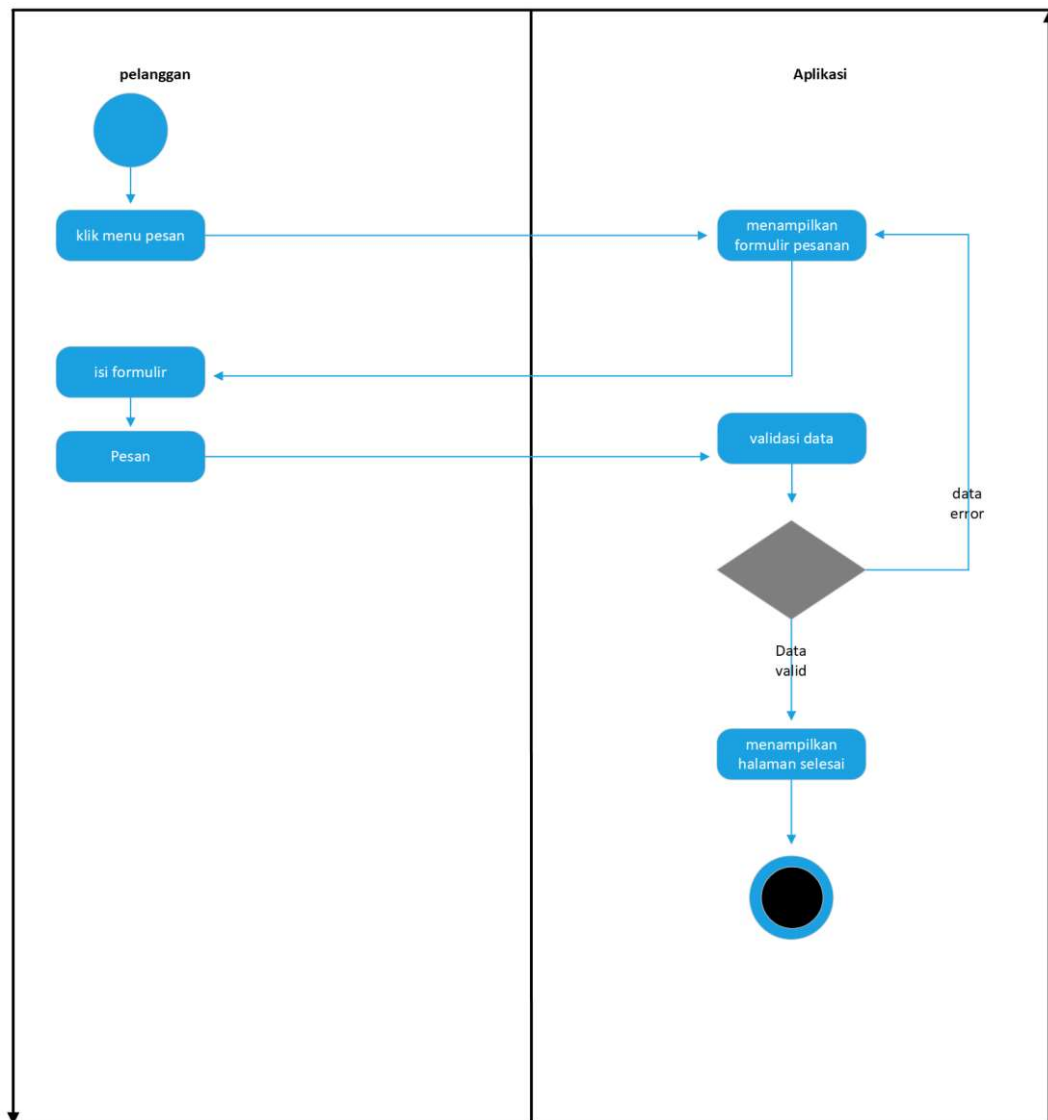 pelanggan
Aplikasi
klik menu pesan
menampilkan
formulir pesanan
isi formulir
Pesan
validasi data
data
error
Data
valid
menampilkan
halaman selesai